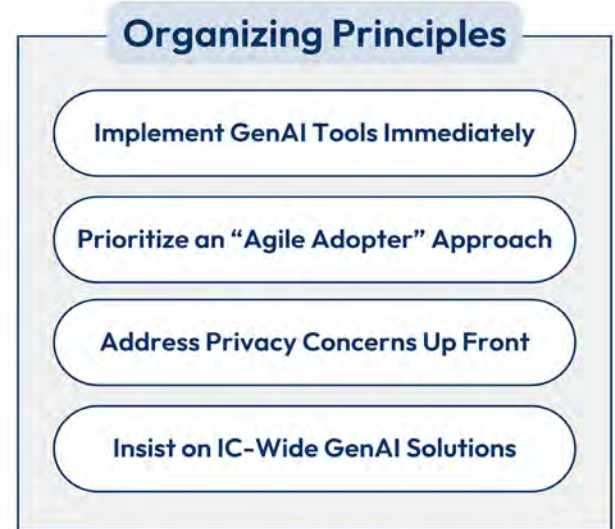 Organizing Principles
Implement GenAI Tools Immediately
Prioritize an “Agile Adopter” Approach
Address Privacy Concerns Up Front
Insist on IC-Wide GenAI Solutions